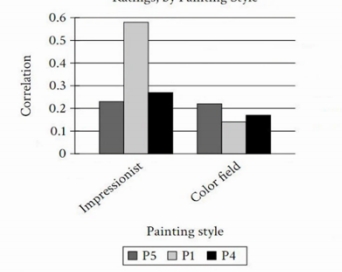 Ratings, by Painting Style
0.6
0.5
0.4
0.3
0.2
0.1
0
Correlation
Impressionist
Color field
Painting style
P5 P1 P4